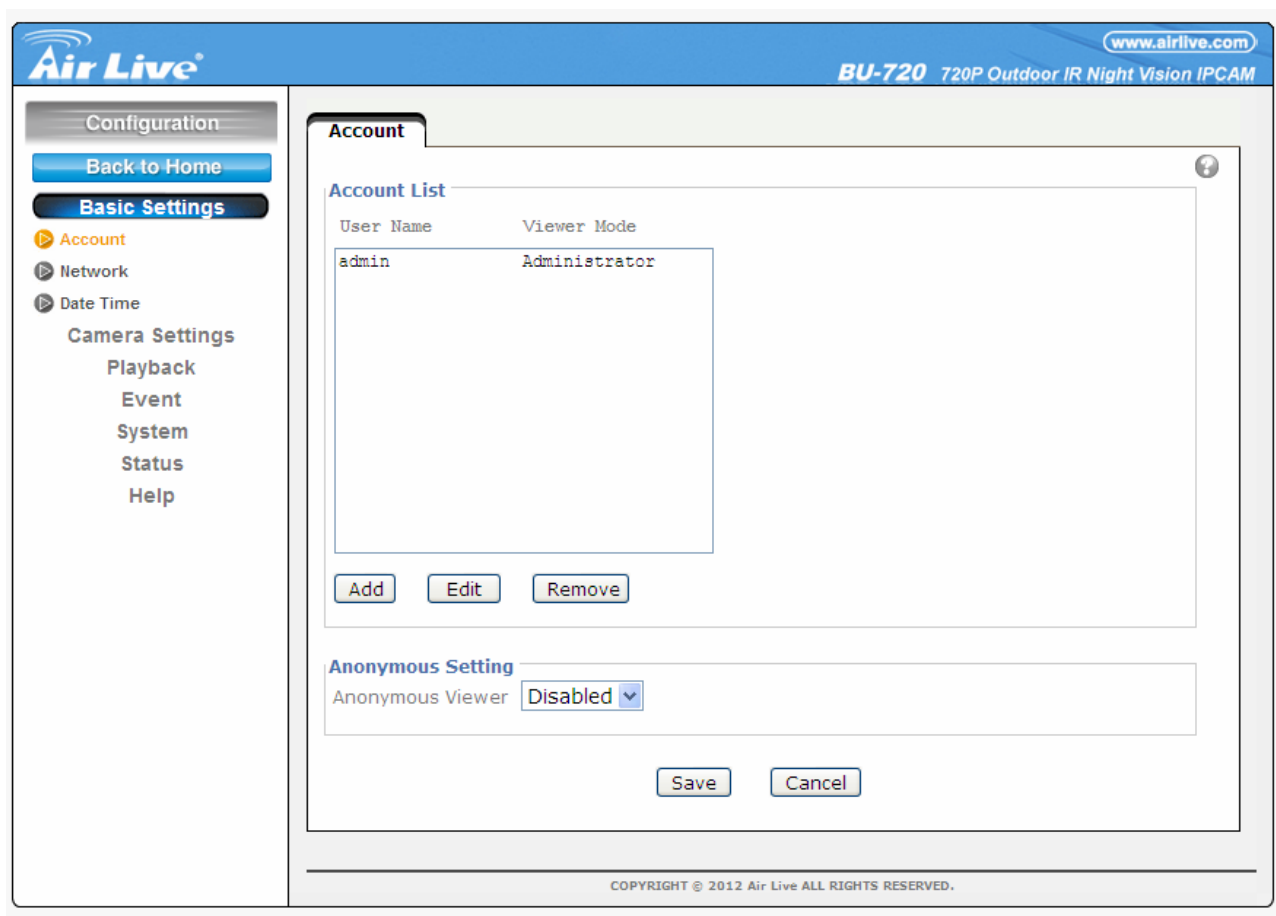 Air Live®
www.airlive.com
BU-720 720P Outdoor IR Night Vision IPCAM
Configuration
Back to Home
Basic Settings
Account
Network
Date Time
Camera Settings
Playback
Event
System
Status
Help
Account
?
Account List
User Name Viewer Mode
admin Administrator
Add Edit Remove
Anonymous Setting
Anonymous Viewer Disabled
Save Cancel
COPYRIGHT © 2012 Air Live ALL RIGHTS RESERVED.